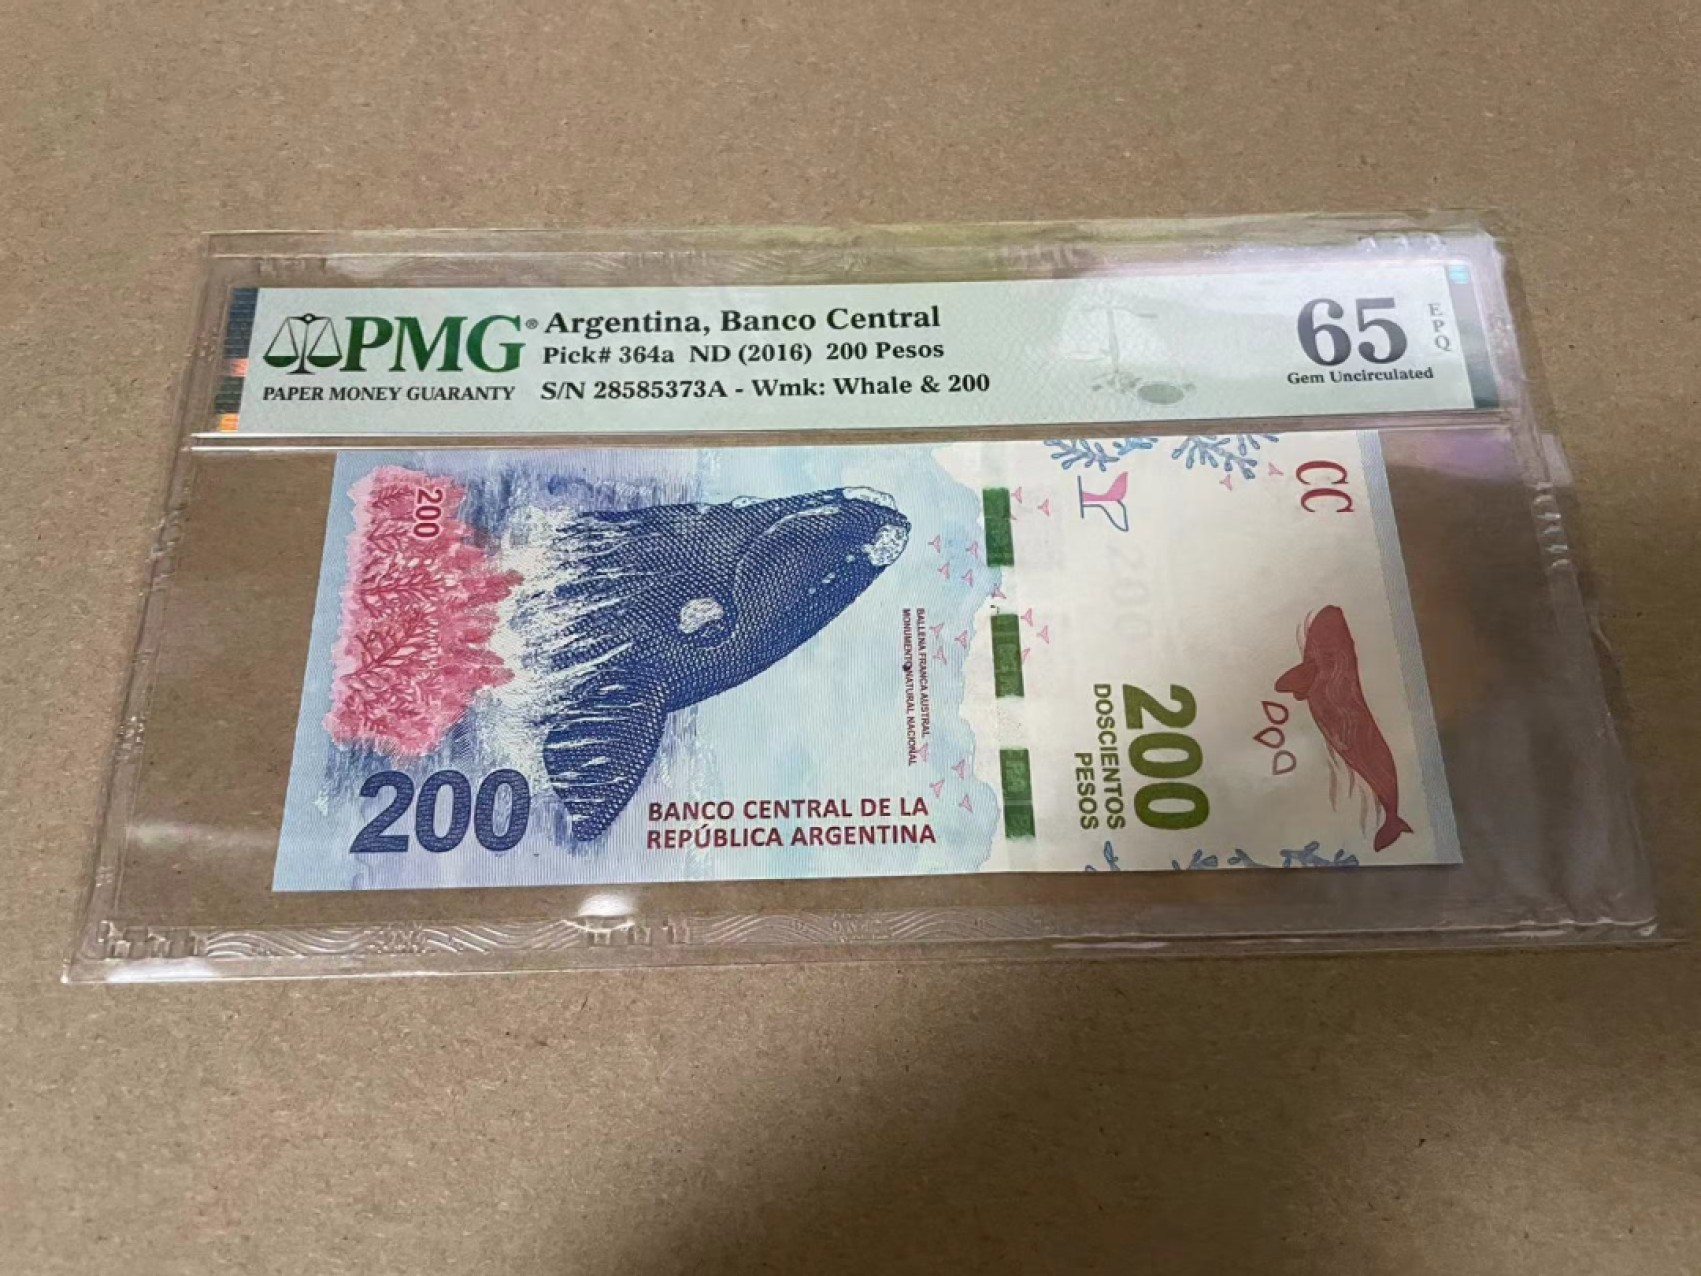 PMG®
PAPER MONEY GUARANTY
Argentina, Banco Central
Pick# 364a ND (2016) 200 Pesos
S/N 28585373A - Wmk: Whale & 200
65
EPQ
Gem Uncirculated
200
200
BANCO CENTRAL DE LA
REPÚBLICA ARGENTINA
BALLENA FRANCA AUSTRAL
MONUMENTO NATURAL NACIONAL
200
200
DOSCIENTOS
PESOS
CC